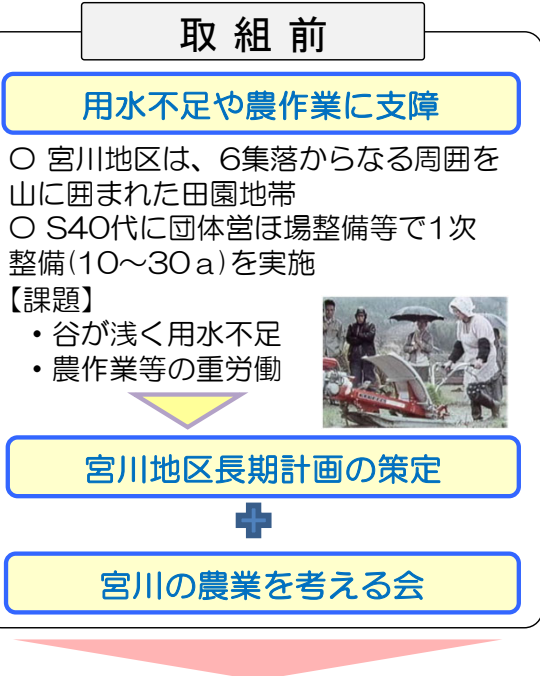 取組前
用水不足や農作業に支障
〇 宮川地区は、6集落からなる周囲を
山に囲まれた田園地帯
〇 S40代に団体営ほ場整備等で1次
整備(10～30ａ)を実施
【課題】
・谷が浅く用水不足
・農作業等の重労働
宮川地区長期計画の策定
宮川の農業を考える会